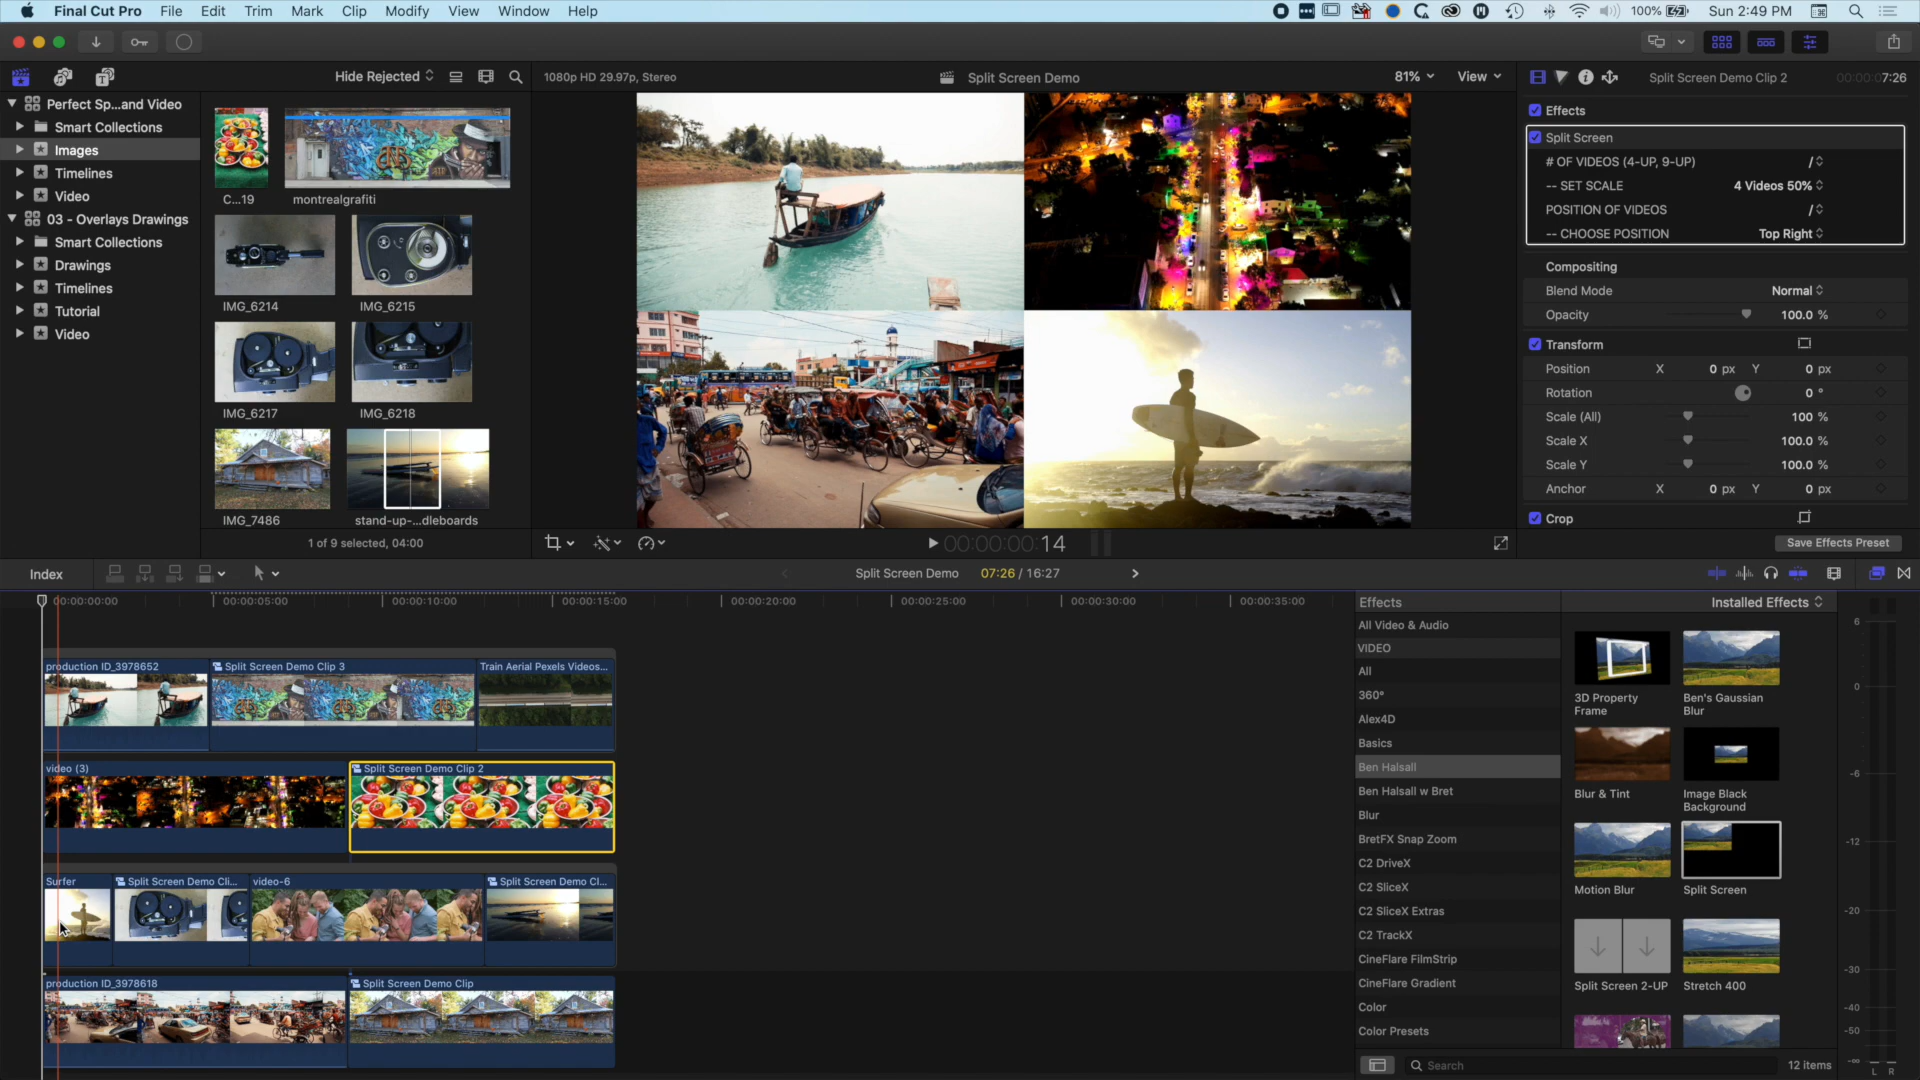 Final Cut Pro File Edit Trim Mark Clip Modify View Window Help 100% Sun 2:49 PM
Hide Rejected
1080p HD 29.97p, Stereo
Split Screen Demo
81% View
Split Screen Demo Clip 2
00:00:07:26
Perfect Sp...and Video
Smart Collections
Images
Timelines
Video
03 - Overlays Drawings
Smart Collections
Drawings
Timelines
Tutorial
Video
C...19
montrealgrafiti
IMG_6214
IMG_6215
IMG_6217
IMG_6218
IMG_7486
stand-up-...dleboards
1 of 9 selected, 04:00
00:00:00:14
Effects
Split Screen
# OF VIDEOS (4-UP, 9-UP) /
-- SET SCALE 4 Videos 50%
POSITION OF VIDEOS /
-- CHOOSE POSITION Top Right
Compositing
Blend Mode Normal
Opacity 100.0 %
Transform
Position X 0 px Y 0 px
Rotation 0 °
Scale (All) 100 %
Scale X 100.0 %
Scale Y 100.0 %
Anchor X 0 px Y 0 px
Crop
Save Effects Preset
Index
Split Screen Demo 07:26 / 16:27
00:00:00:00 00:00:05:00 00:00:10:00 00:00:15:00 00:00:20:00 00:00:25:00 00:00:30:00 00:00:35:00
production ID_3978652
Split Screen Demo Clip 3
Train Aerial Pexels Videos...
video (3)
Split Screen Demo Clip 2
Surfer
Split Screen Demo Cli...
video-6
Split Screen Demo Cl...
production ID_3978618
Split Screen Demo Clip
Effects
Installed Effects
All Video & Audio
VIDEO
All
360°
Alex4D
Basics
Ben Halsall
Ben Halsall w Bret
Blur
BretFX Snap Zoom
C2 DriveX
C2 SliceX
C2 SliceX Extras
C2 TrackX
CineFlare FilmStrip
CineFlare Gradient
Color
Color Presets
3D Property
Frame
Ben's Gaussian
Blur
Blur & Tint
Image Black
Background
Motion Blur
Split Screen
Split Screen 2-UP
Stretch 400
Search
12 items
6
0
-6
-12
-20
-30
-40
-50
-∞
L R